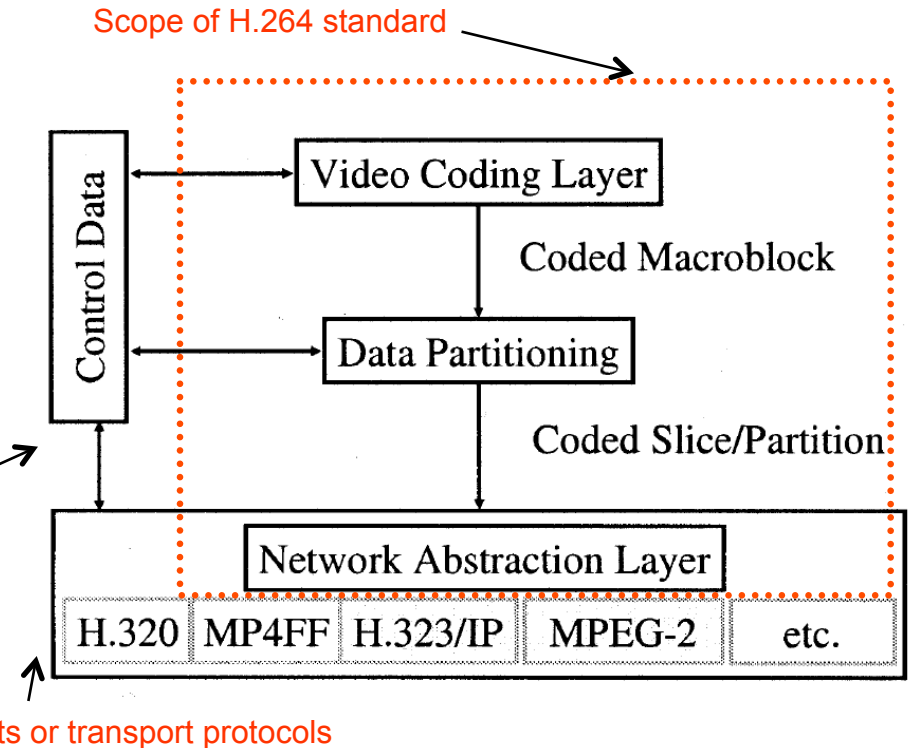 Scope of H.264 standard
Video Coding Layer
Control Data
Coded Macroblock
Data Partitioning
Coded Slice/Partition
Network Abstraction Layer
H.320 MP4FF H.323/IP MPEG-2 etc.
or transport protocols